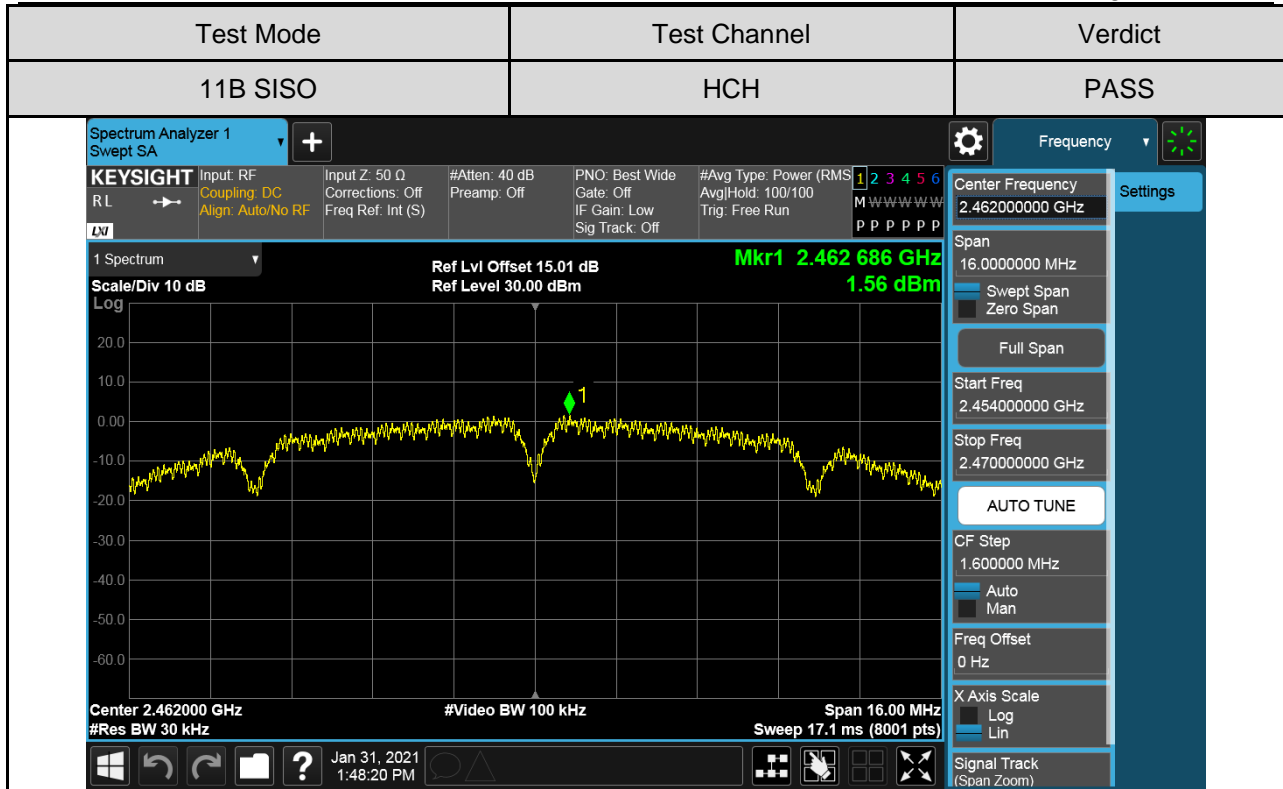 Test Mode Test Channel Verdict
11B SISO HCH PASS
Spectrum Analyzer 1
Swept SA
+
Frequency
KEYSIGHT
R L
LXI
Input: RF
Coupling: DC
Align: Auto/No RF
Input Z: 50 Ω
Corrections: Off
Freq Ref: Int (S)
#Atten: 40 dB
Preamp: Off
PNO: Best Wide
Gate: Off
IF Gain: Low
Sig Track: Off
#Avg Type: Power (RMS
Avg|Hold: 100/100
Trig: Free Run
1 2 3 4 5 6
M W W W W W
P P P P P P
1 Spectrum
Scale/Div 10 dB
Ref Lvl Offset 15.01 dB
Ref Level 30.00 dBm
Mkr1 2.462 686 GHz
1.56 dBm
Log
20.0
10.0
0.00
-10.0
-20.0
-30.0
-40.0
-50.0
-60.0
1
Center 2.462000 GHz
#Res BW 30 kHz
#Video BW 100 kHz
Span 16.00 MHz
Sweep 17.1 ms (8001 pts)
Center Frequency
2.462000000 GHz
Settings
Span
16.0000000 MHz
Swept Span
Zero Span
Full Span
Start Freq
2.454000000 GHz
Stop Freq
2.470000000 GHz
AUTO TUNE
CF Step
1.600000 MHz
Auto
Man
Freq Offset
0 Hz
X Axis Scale
Log
Lin
Signal Track
(Span Zoom)
?
Jan 31, 2021
1:48:20 PM